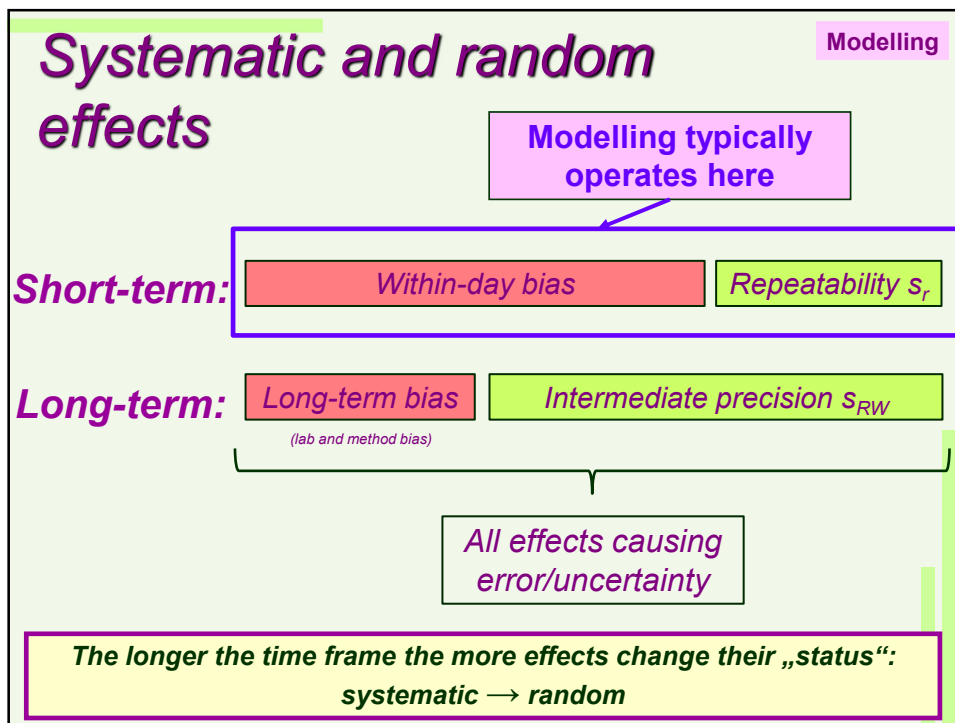 Systematic and random
effects
Modelling
Modelling typically
operates here
Short-term:
Within-day bias
Repeatability sr
Long-term:
Long-term bias
Intermediate precision sRW
(lab and method bias)
All effects causing
error/uncertainty
The longer the time frame the more effects change their „status“:
systematic → random